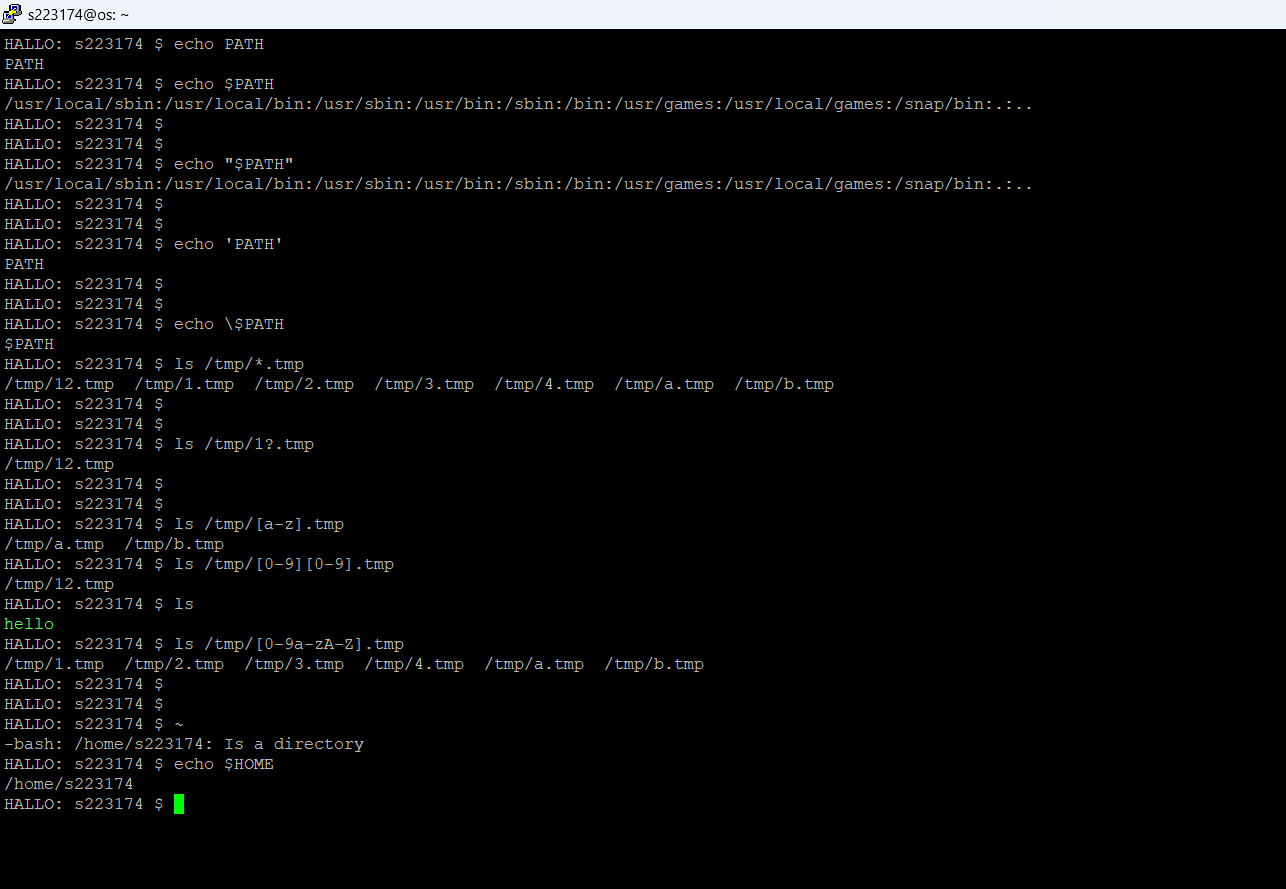 s223174@os: ~
HALLO: s223174 $ echo PATH
PATH
HALLO: s223174 $ echo $PATH
/usr/local/sbin:/usr/local/bin:/usr/sbin:/usr/bin:/sbin:/bin:/usr/games:/usr/local/games:/snap/bin:.:..
HALLO: s223174 $
HALLO: s223174 $
HALLO: s223174 $ echo "$PATH"
/usr/local/sbin:/usr/local/bin:/usr/sbin:/usr/bin:/sbin:/bin:/usr/games:/usr/local/games:/snap/bin:.:..
HALLO: s223174 $
HALLO: s223174 $
HALLO: s223174 $ echo 'PATH'
PATH
HALLO: s223174 $
HALLO: s223174 $
HALLO: s223174 $ echo \$PATH
$PATH
HALLO: s223174 $ ls /tmp/*.tmp
/tmp/12.tmp  /tmp/1.tmp  /tmp/2.tmp  /tmp/3.tmp  /tmp/4.tmp  /tmp/a.tmp  /tmp/b.tmp
HALLO: s223174 $
HALLO: s223174 $
HALLO: s223174 $ ls /tmp/1?.tmp
/tmp/12.tmp
HALLO: s223174 $
HALLO: s223174 $
HALLO: s223174 $ ls /tmp/[a-z].tmp
/tmp/a.tmp  /tmp/b.tmp
HALLO: s223174 $ ls /tmp/[0-9][0-9].tmp
/tmp/12.tmp
HALLO: s223174 $ ls
hello
HALLO: s223174 $ ls /tmp/[0-9a-zA-Z].tmp
/tmp/1.tmp  /tmp/2.tmp  /tmp/3.tmp  /tmp/4.tmp  /tmp/a.tmp  /tmp/b.tmp
HALLO: s223174 $
HALLO: s223174 $
HALLO: s223174 $ ~
-bash: /home/s223174: Is a directory
HALLO: s223174 $ echo $HOME
/home/s223174
HALLO: s223174 $